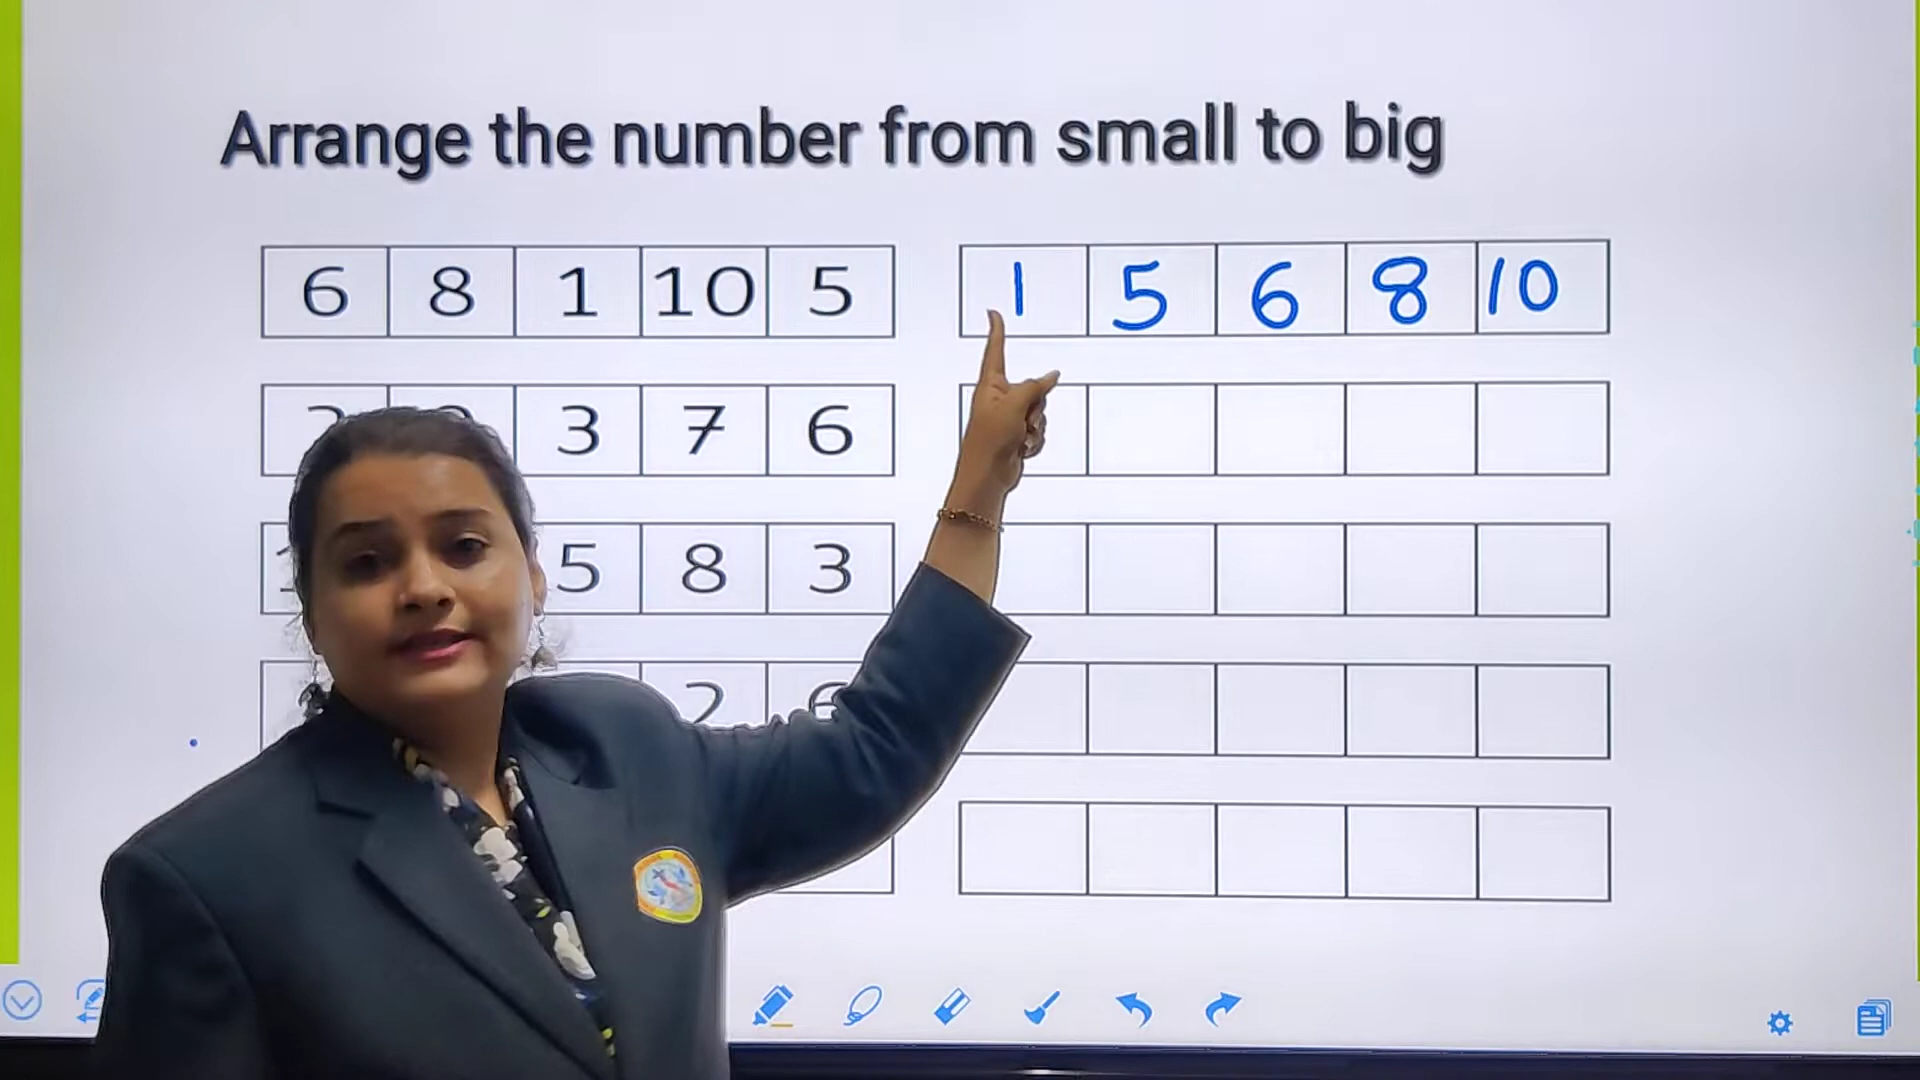 Arrange the number from small to big
6 8 1 10 5 1 5 6 8 10
3 7 6
5 8 3
2